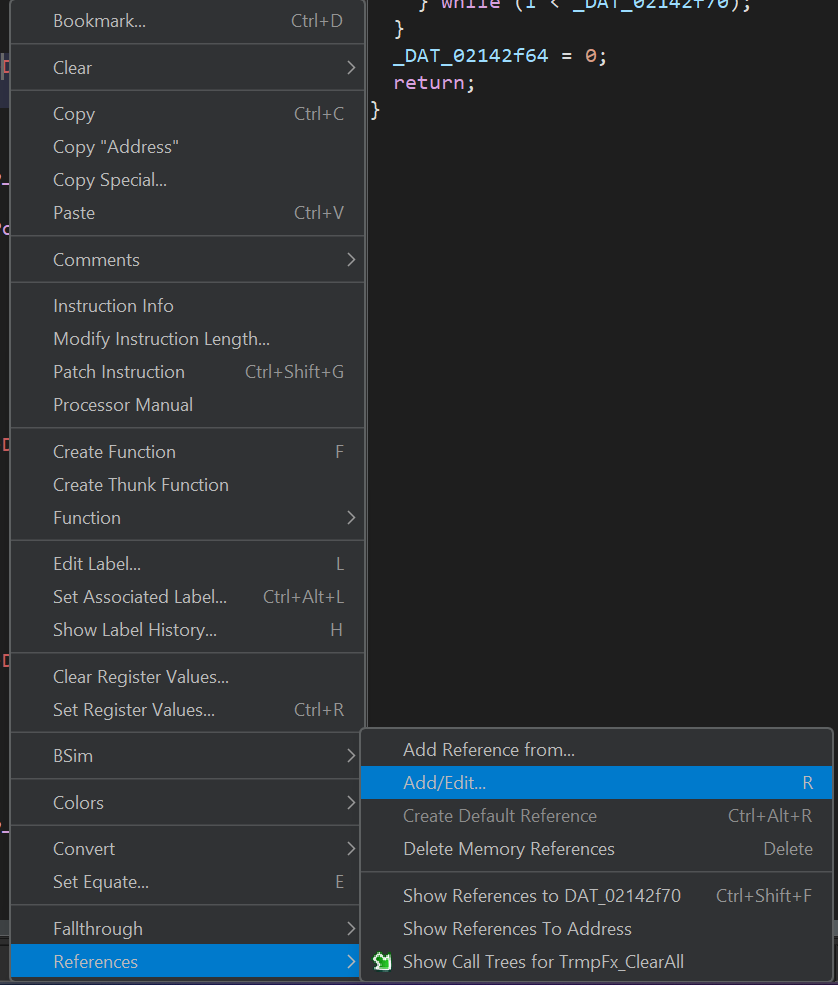 Bookmark... Ctrl+D
} while (i < _DAT_02142f70);
}
Clear
_DAT_02142f64 = 0;
return;
}
Copy Ctrl+C
Copy "Address"
Copy Special...
Paste Ctrl+V
Comments
Instruction Info
Modify Instruction Length...
Patch Instruction Ctrl+Shift+G
Processor Manual
Create Function F
Create Thunk Function
Function
Edit Label... L
Set Associated Label... Ctrl+Alt+L
Show Label History... H
Clear Register Values...
Set Register Values... Ctrl+R
BSim
Colors
Convert
Set Equate... E
Fallthrough
References
Add Reference from...
Add/Edit... R
Create Default Reference Ctrl+Alt+R
Delete Memory References Delete
Show References to DAT_02142f70 Ctrl+Shift+F
Show References To Address
Show Call Trees for TrmpFx_ClearAll